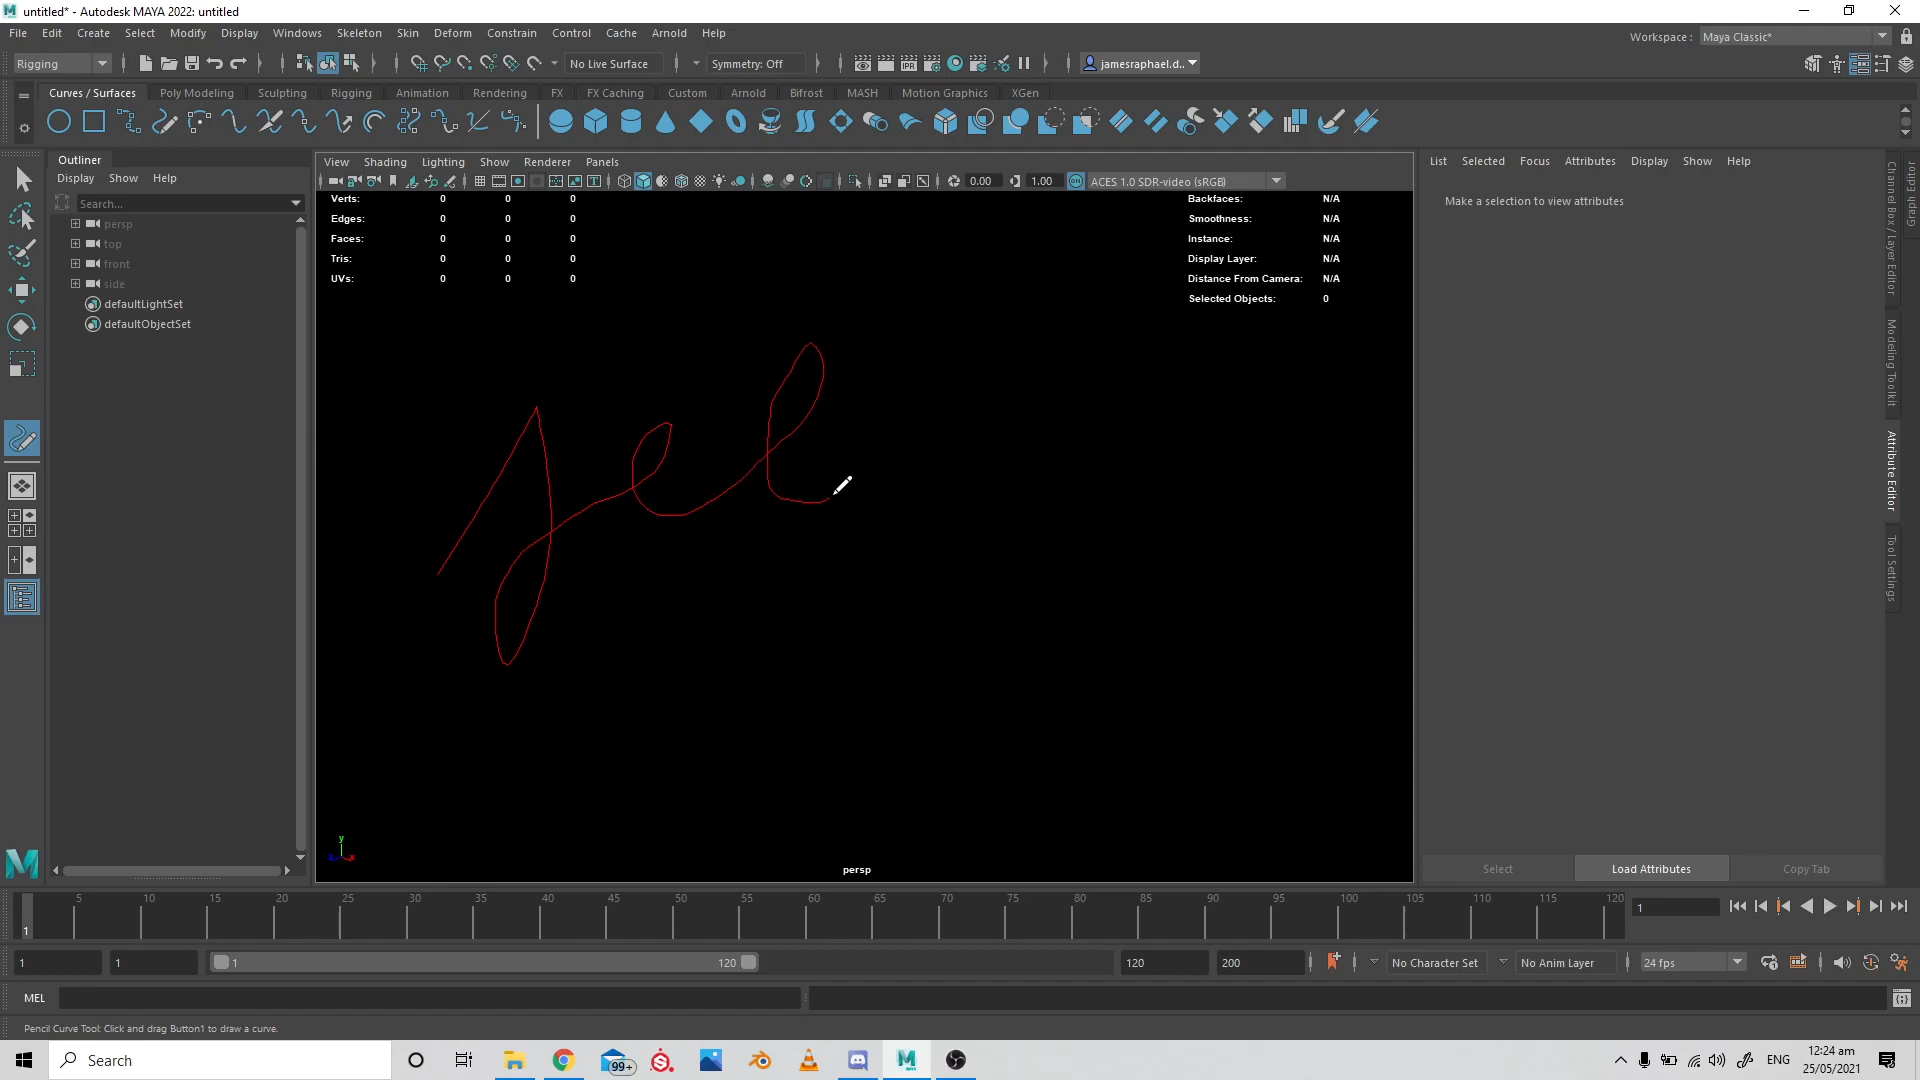 untitled* - Autodesk MAYA 2022: untitled
File Edit Create Select Modify Display Windows Skeleton Skin Deform Constrain Control Cache Arnold Help
Workspace : Maya Classic*
Rigging No Live Surface Symmetry: Off jamesraphael.d..
Curves / Surfaces Poly Modeling Sculpting Rigging Animation Rendering FX FX Caching Custom Arnold Bifrost MASH Motion Graphics XGen
Outliner
Display Show Help
Search...
persp
top
front
side
defaultLightSet
defaultObjectSet
View Shading Lighting Show Renderer Panels
0.00 1.00 ON ACES 1.0 SDR-video (sRGB)
Verts: 0 0 0
Edges: 0 0 0
Faces: 0 0 0
Tris: 0 0 0
UVs: 0 0 0
Backfaces: N/A
Smoothness: N/A
Instance: N/A
Display Layer: N/A
Distance From Camera: N/A
Selected Objects: 0
y
x
persp
List Selected Focus Attributes Display Show Help
Make a selection to view attributes
Channel Box / Layer Editor
Modeling Toolkit
Attribute Editor
Tool Settings
Graph Editor
Select Load Attributes Copy Tab
5 10 15 20 25 30 35 40 45 50 55 60 65 70 75 80 85 90 95 100 105 110 115 120
1
1
1 1 1 120 120 200 No Character Set No Anim Layer 24 fps
MEL
Pencil Curve Tool: Click and drag Button1 to draw a curve.
Search 99+ ENG 12:24 am
25/05/2021